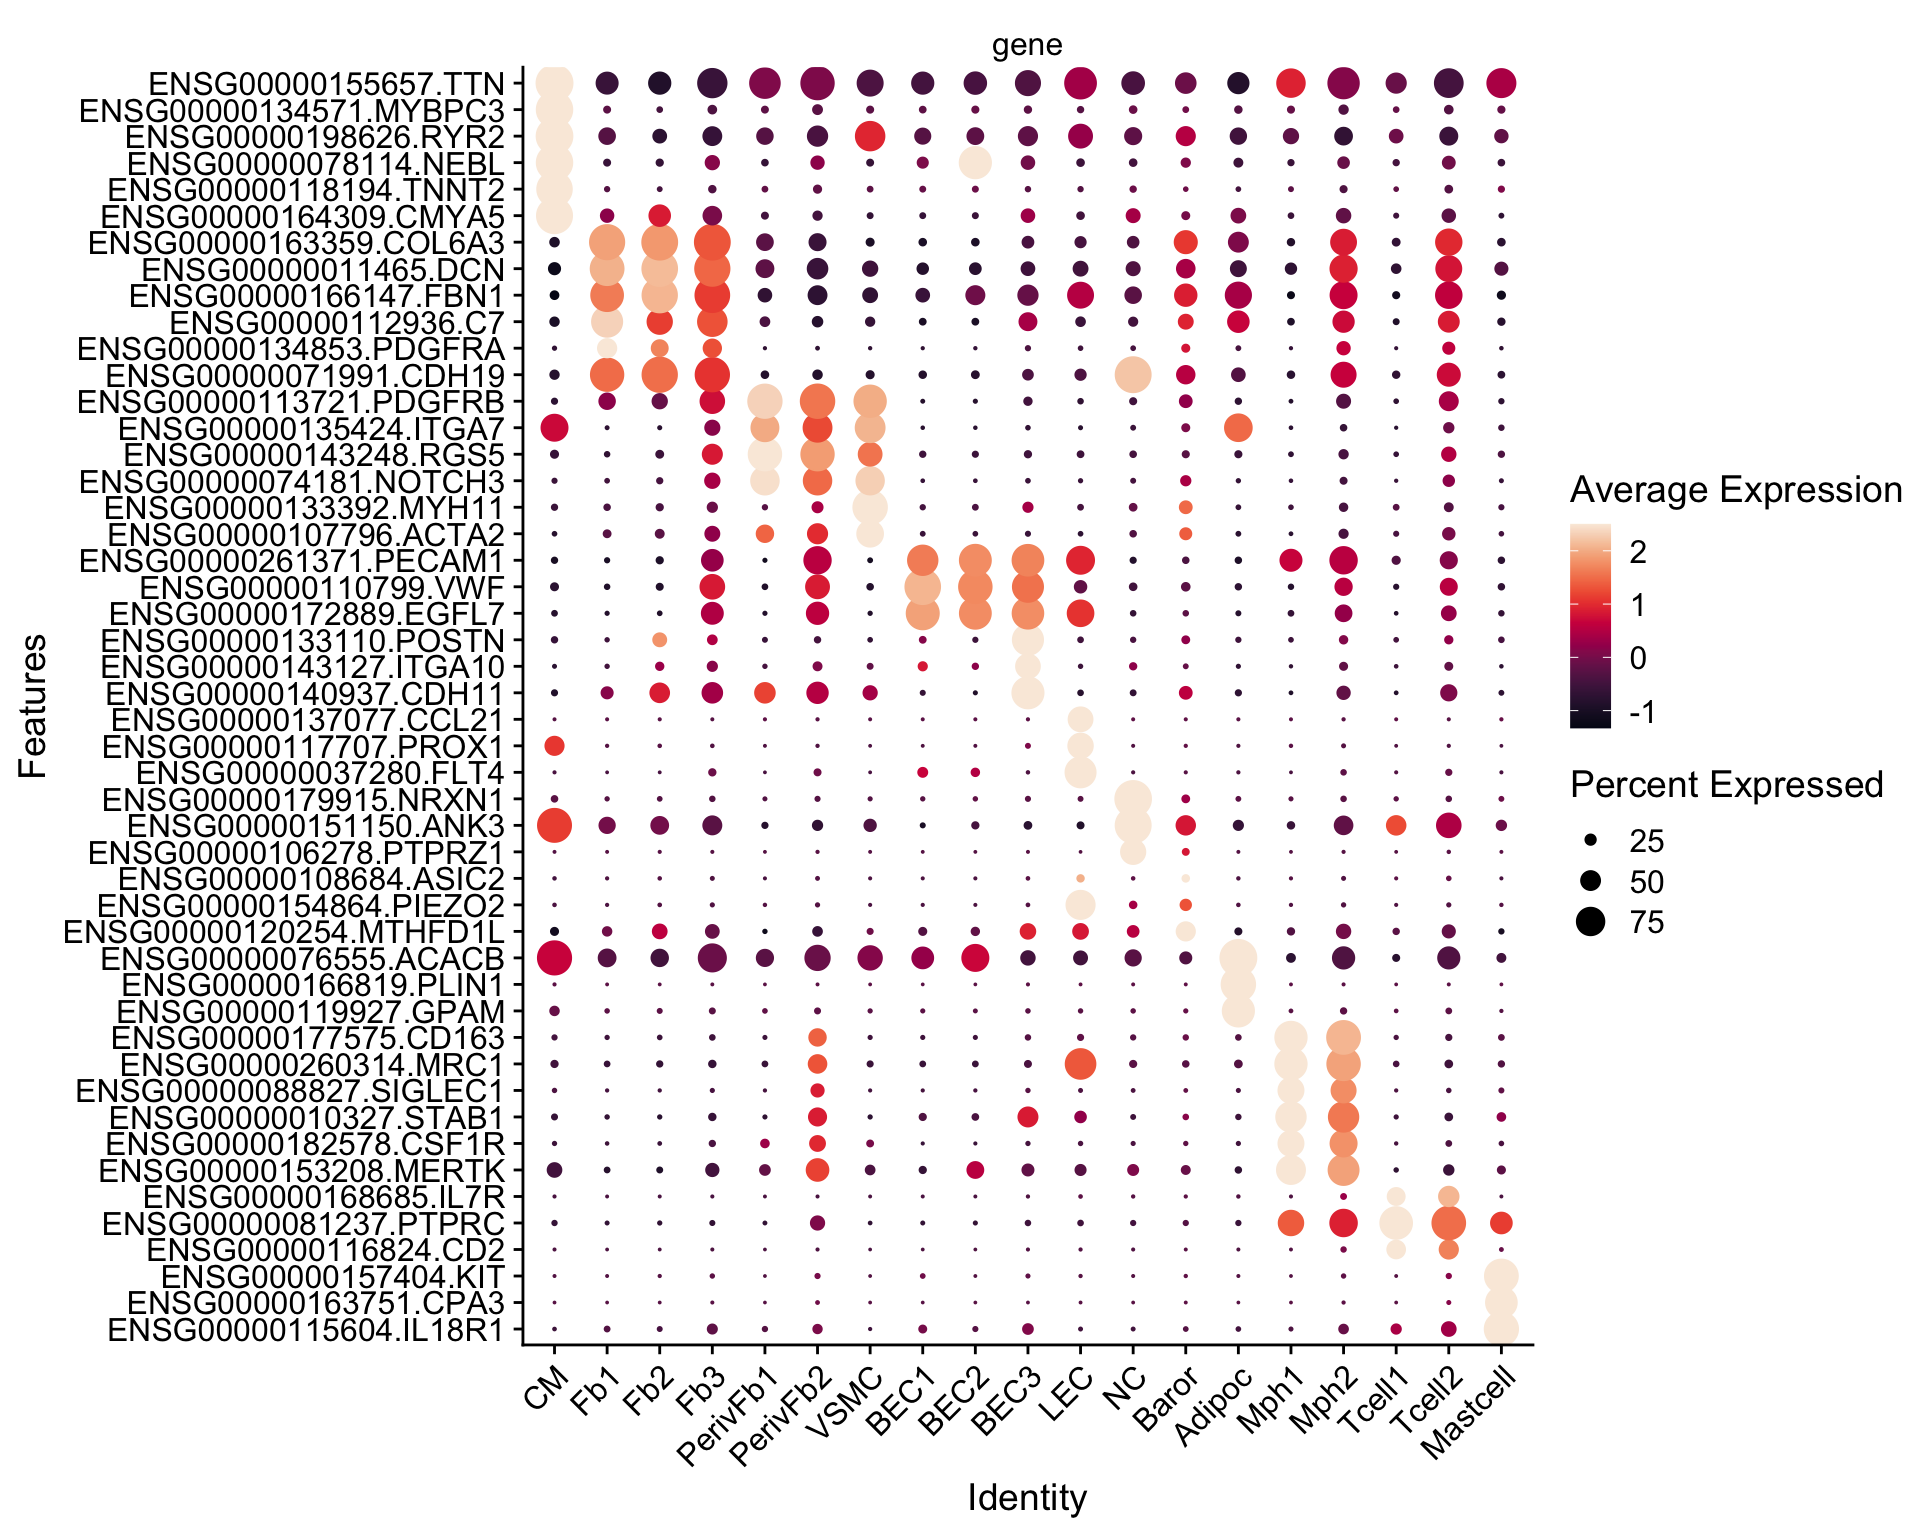 gene
ENSG00000155657.TTN
ENSG00000134571.MYBPC3
ENSG00000198626.RYR2
ENSG00000078114.NEBL
ENSG00000118194.TNNT2
ENSG00000164309.CMYA5
ENSG00000163359.COL6A3
ENSG00000011465.DCN
ENSG00000166147.FBN1
ENSG00000112936.C7
ENSG00000134853.PDGFRA
ENSG00000071991.CDH19
ENSG00000113721.PDGFRB
ENSG00000135424.ITGA7
ENSG00000143248.RGS5
ENSG00000074181.NOTCH3
ENSG00000133392.MYH11
ENSG00000107796.ACTA2
ENSG00000261371.PECAM1
ENSG00000110799.VWF
ENSG00000172889.EGFL7
ENSG00000133110.POSTN
ENSG00000143127.ITGA10
ENSG00000140937.CDH11
ENSG00000137077.CCL21
ENSG00000117707.PROX1
ENSG00000037280.FLT4
ENSG00000179915.NRXN1
ENSG00000151150.ANK3
ENSG00000106278.PTPRZ1
ENSG00000108684.ASIC2
ENSG00000154864.PIEZO2
ENSG00000120254.MTHFD1L
ENSG00000076555.ACACB
ENSG00000166819.PLIN1
ENSG00000119927.GPAM
ENSG00000177575.CD163
ENSG00000260314.MRC1
ENSG00000088827.SIGLEC1
ENSG00000010327.STAB1
ENSG00000182578.CSF1R
ENSG00000153208.MERTK
ENSG00000168685.IL7R
ENSG00000081237.PTPRC
ENSG00000116824.CD2
ENSG00000157404.KIT
ENSG00000163751.CPA3
ENSG00000115604.IL18R1
Features
CM
Fb1
Fb2
Fb3
PerivFb1
PerivFb2
VSMC
BEC1
BEC2
BEC3
LEC
NC
Baror
Adipoc
Mph1
Mph2
Tcell1
Tcell2
Mastcell
Identity
Average Expression
2
1
0
-1
Percent Expressed
25
50
75